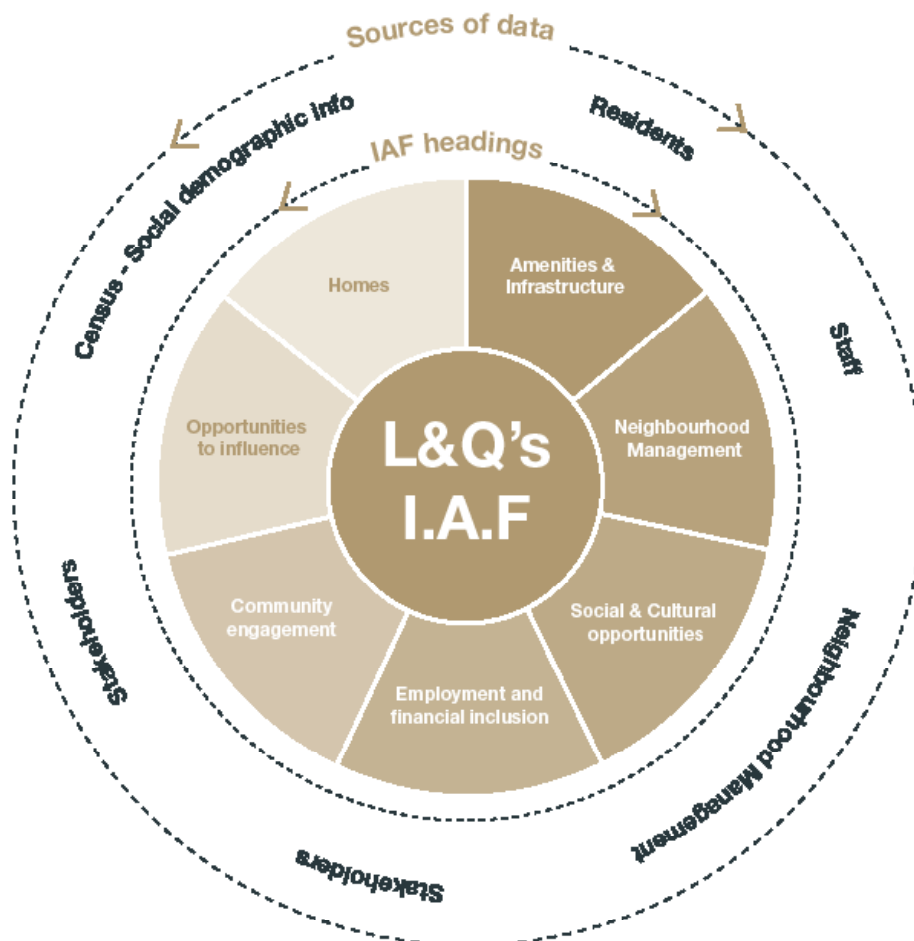 Sources of data
Residents
Staff
Neighbourhood Management
Stakeholders
Stakeholders
Census - Social demographic info
IAF headings
Amenities &
Infrastructure
Neighbourhood
Management
Social & Cultural
opportunities
Employment and
financial inclusion
Community
engagement
Opportunities
to influence
Homes
L&Q's
I.A.F